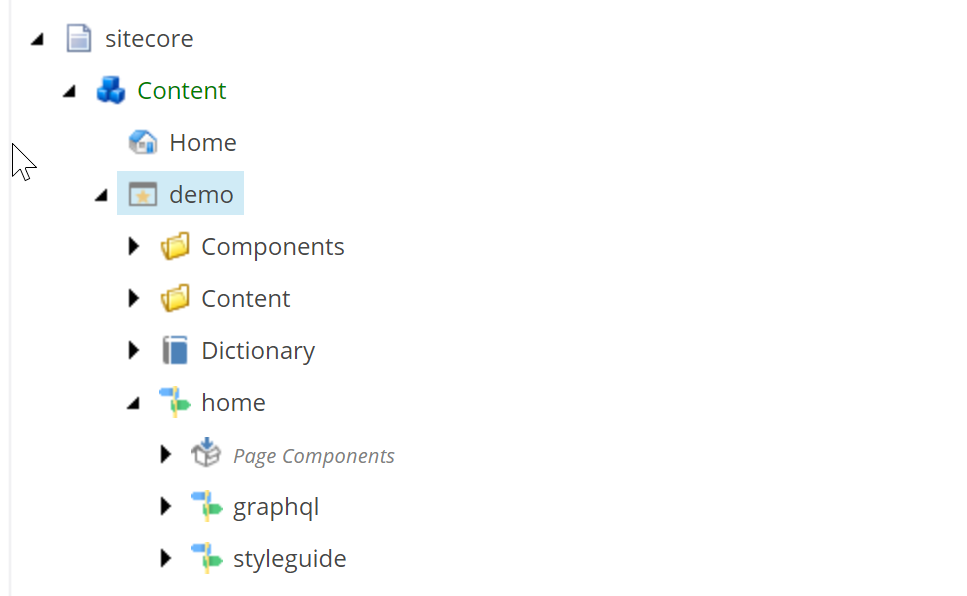 sitecore
Content
Home
demo
Components
Content
Dictionary
home
Page Components
graphql
styleguide